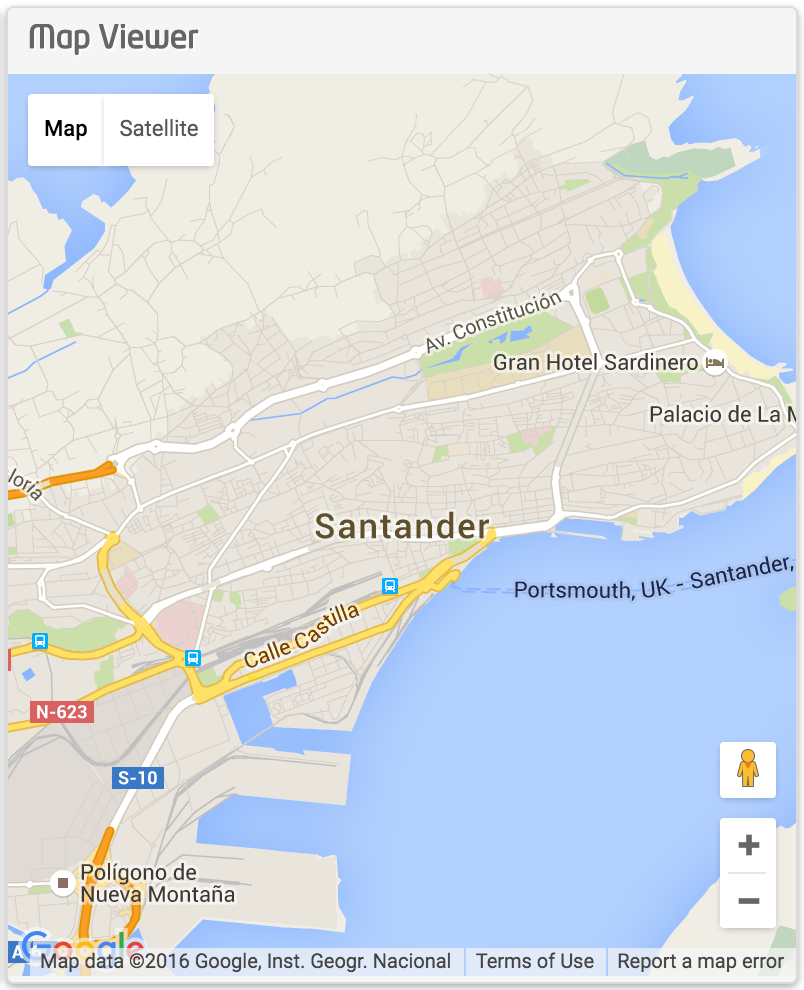 Map Viewer
Map Satellite
Av. Constitución
Gran Hotel Sardinero
Palacio de La
loría
Santander
Portsmouth, UK - Santander,
Calle Castilla
N-623
S-10
Polígono de
Nueva Montaña
Google
Map data ©2016 Google, Inst. Geogr. Nacional
Terms of Use
Report a map error